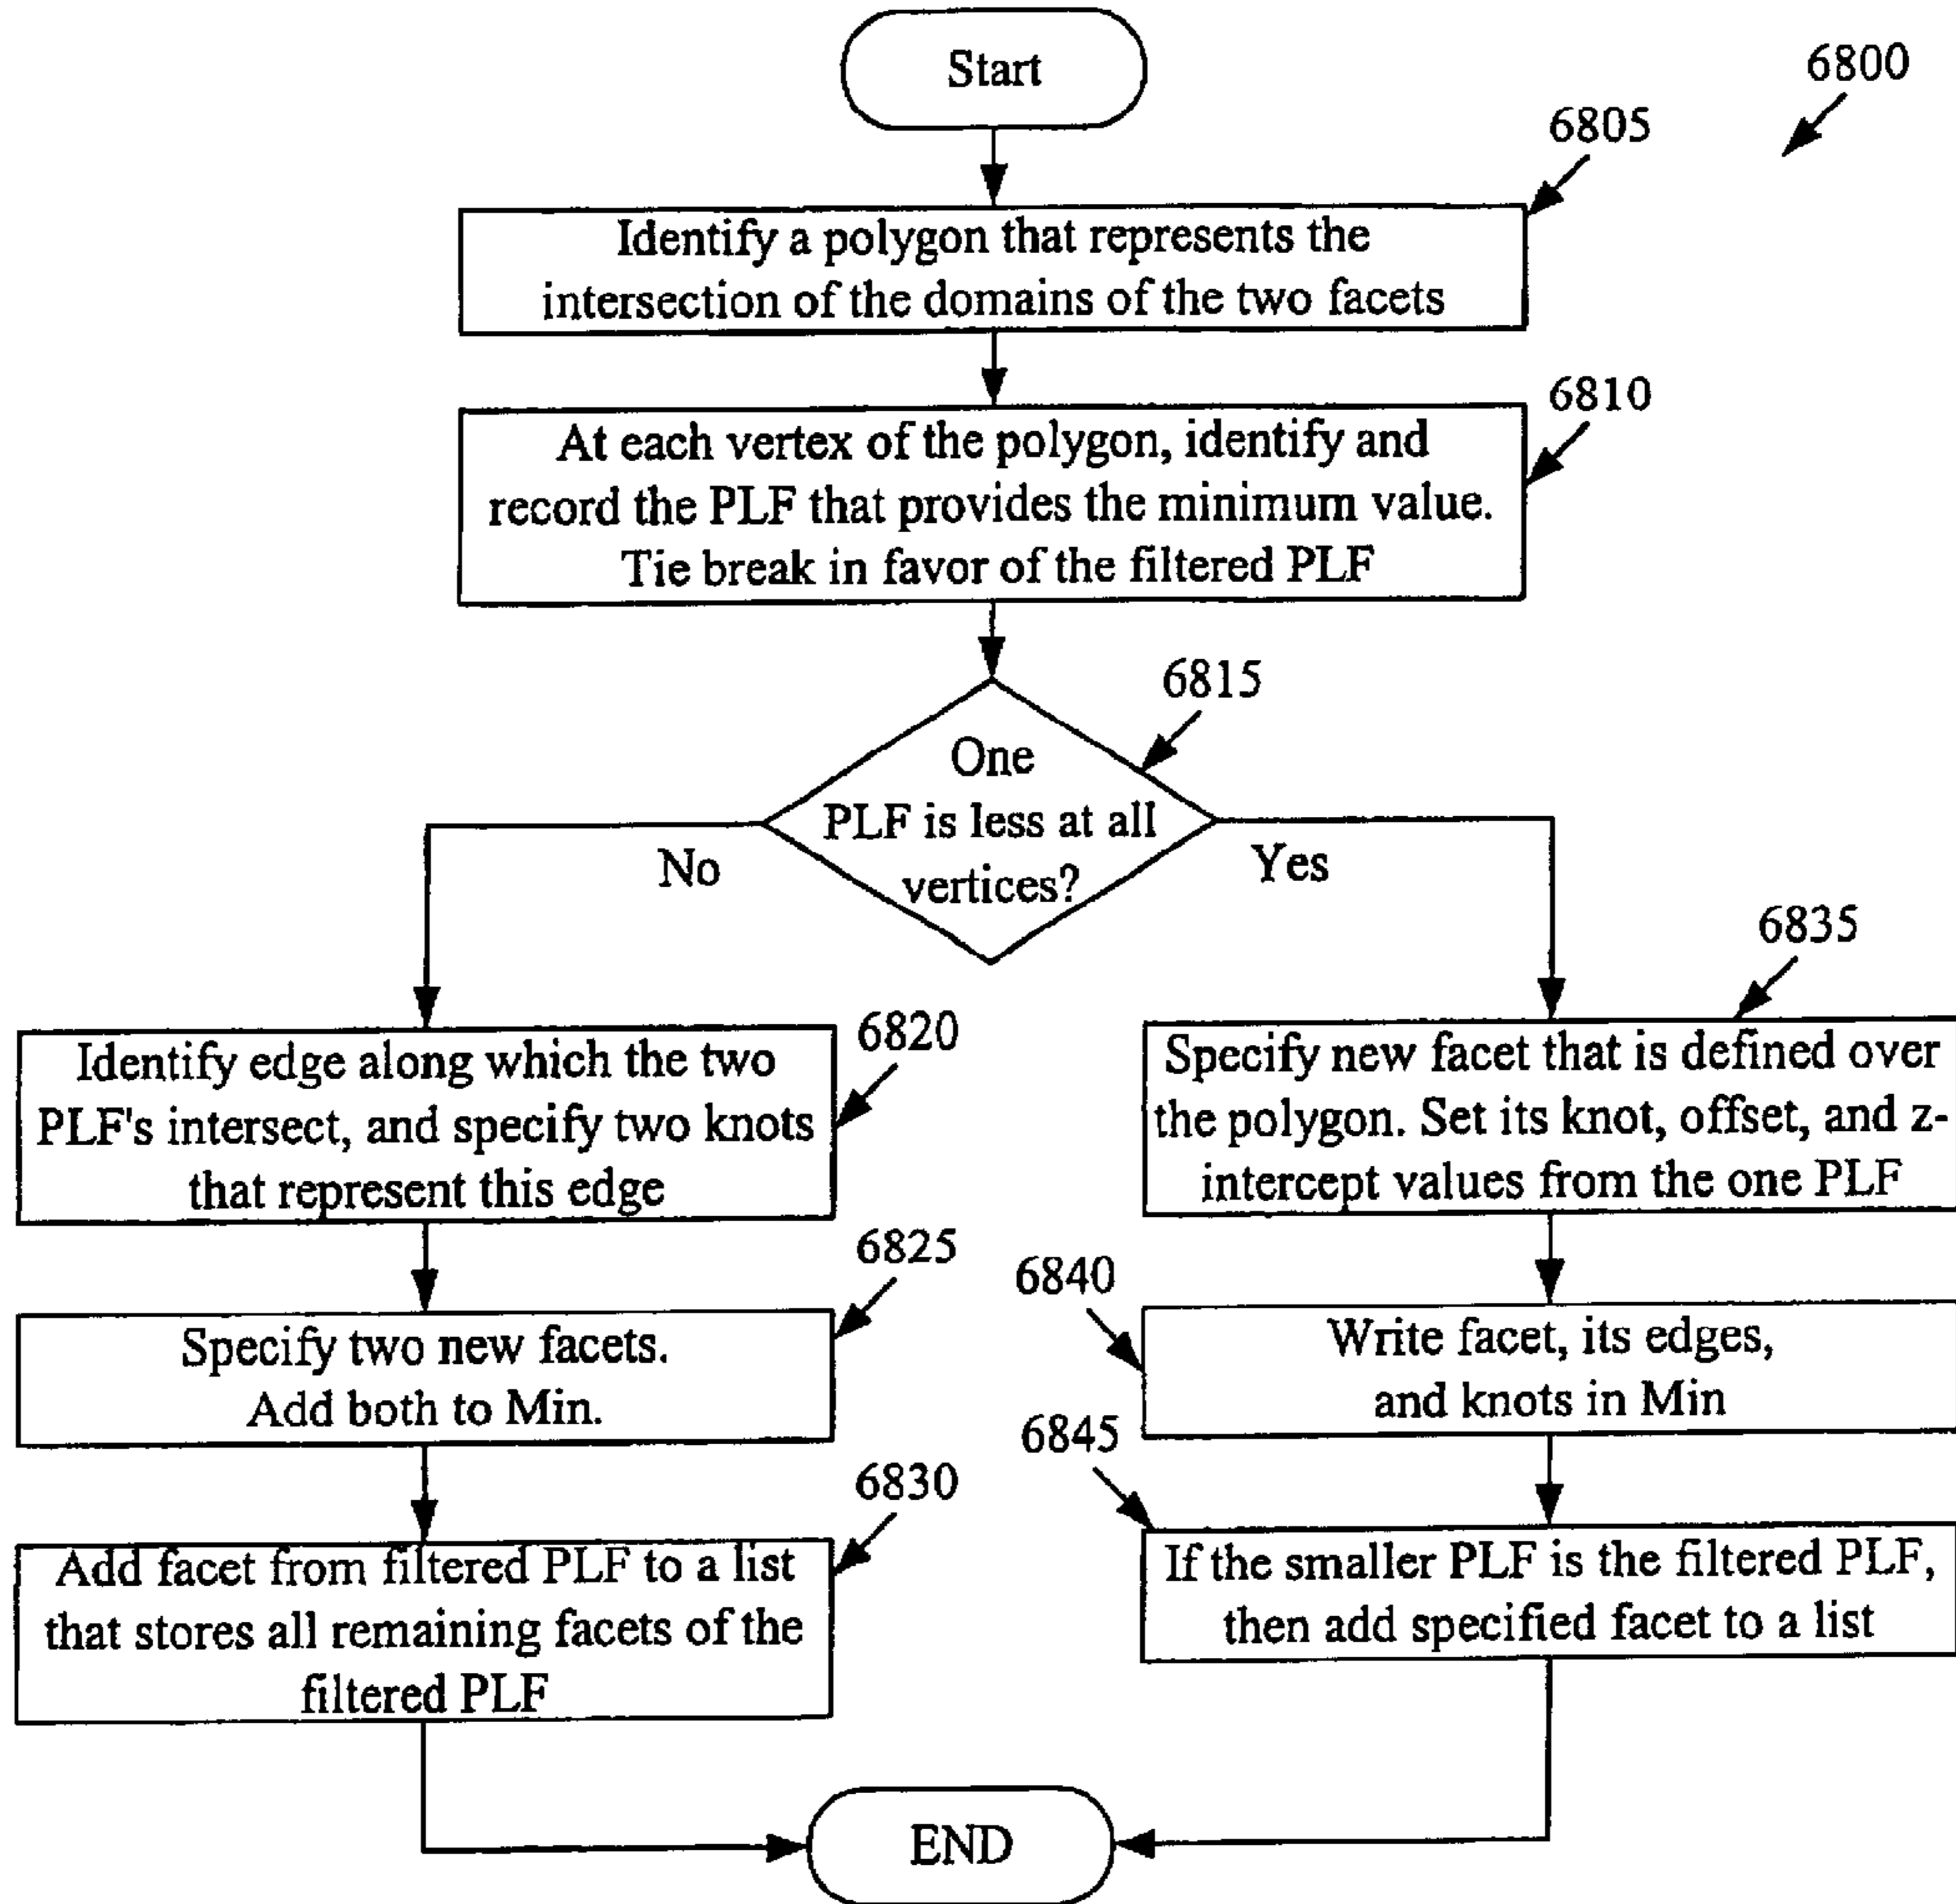 Start
6800
6805
Identify a polygon that represents the
intersection of the domains of the two facets
6810
At each vertex of the polygon, identify and
record the PLF that provides the minimum value.
Tie break in favor of the filtered PLF
6815
One
PLF is less at all
vertices?
No
Yes
6820
Identify edge along which the two
PLF's intersect, and specify two knots
that represent this edge
6825
Specify two new facets.
Add both to Min.
6830
Add facet from filtered PLF to a list
that stores all remaining facets of the
filtered PLF
6835
Specify new facet that is defined over
the polygon. Set its knot, offset, and z-
intercept values from the one PLF
6840
Write facet, its edges,
and knots in Min
6845
If the smaller PLF is the filtered PLF,
then add specified facet to a list
END